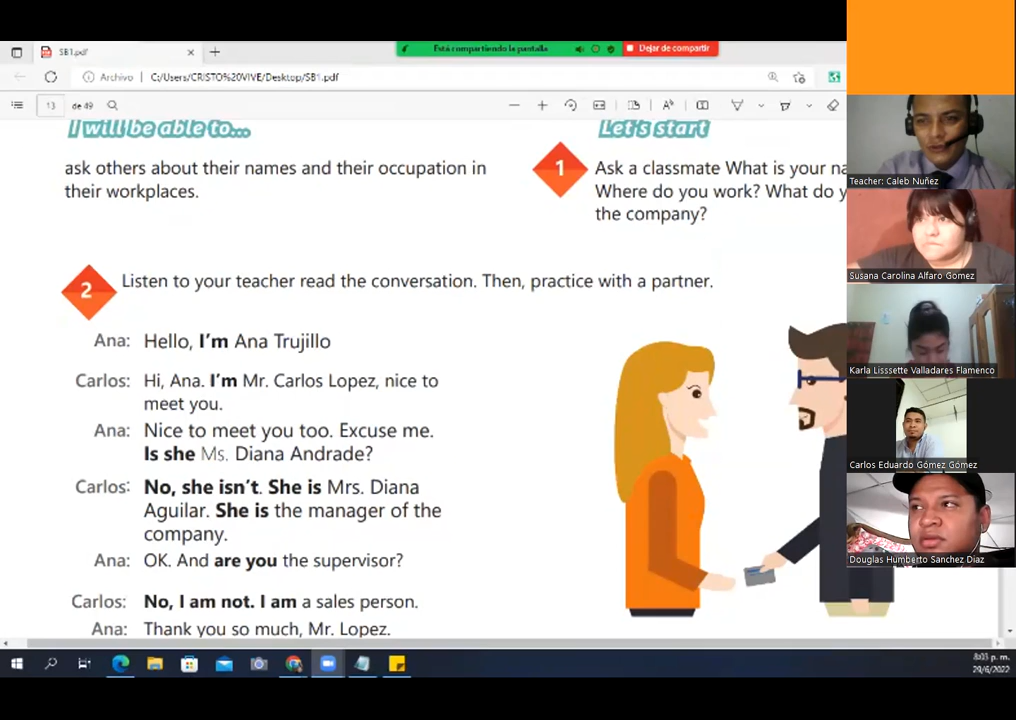 SB1.pdf
Está compartiendo la pantalla
Dejar de compartir
Archivo
C:/Users/CRISTO%20VIVE/Desktop/SB1.pdf
13
de 49
I will be able to...
ask others about their names and their occupation in
their workplaces.
Let's start
1
Ask a classmate What is your na
Where do you work? What do y
the company?
2
Listen to your teacher read the conversation. Then, practice with a partner.
Ana: Hello, I'm Ana Trujillo
Carlos: Hi, Ana. I'm Mr. Carlos Lopez, nice to
meet you.
Ana: Nice to meet you too. Excuse me.
Is she Ms. Diana Andrade?
Carlos: No, she isn't. She is Mrs. Diana
Aguilar. She is the manager of the
company.
Ana: OK. And are you the supervisor?
Carlos: No, I am not. I am a sales person.
Ana: Thank you so much, Mr. Lopez.
Teacher: Caleb Nuñez
Susana Carolina Alfaro Gomez
Karla Lisssette Valladares Flamenco
Carlos Eduardo Gómez Gómez
Douglas Humberto Sanchez Diaz
8:03 p. m.
29/6/2022